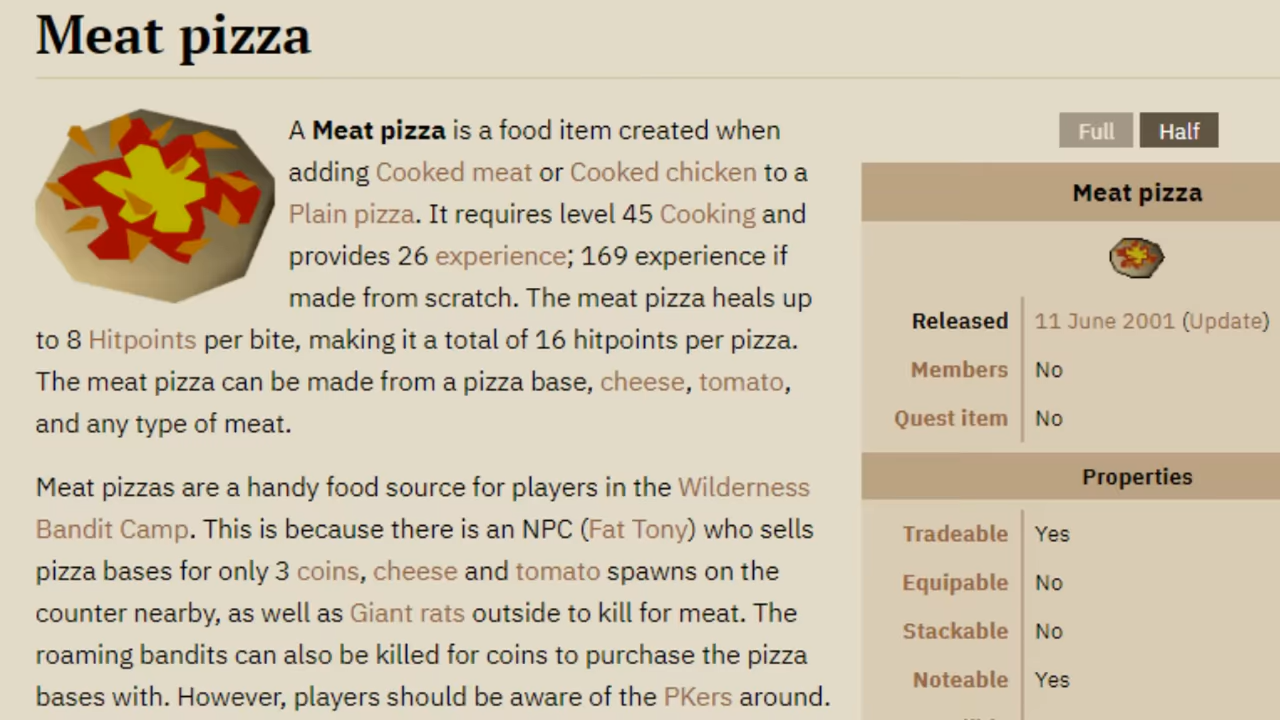 Meat pizza
A Meat pizza is a food item created when
adding Cooked meat or Cooked chicken to a
Plain pizza. It requires level 45 Cooking and
provides 26 experience; 169 experience if
made from scratch. The meat pizza heals up
to 8 Hitpoints per bite, making it a total of 16 hitpoints per pizza.
The meat pizza can be made from a pizza base, cheese, tomato,
and any type of meat.
Meat pizzas are a handy food source for players in the Wilderness
Bandit Camp. This is because there is an NPC (Fat Tony) who sells
pizza bases for only 3 coins, cheese and tomato spawns on the
counter nearby, as well as Giant rats outside to kill for meat. The
roaming bandits can also be killed for coins to purchase the pizza
bases with. However, players should be aware of the PKers around.
Full Half
Meat pizza
Released 11 June 2001 (Update)
Members No
Quest item No
Properties
Tradeable Yes
Equipable No
Stackable No
Noteable Yes